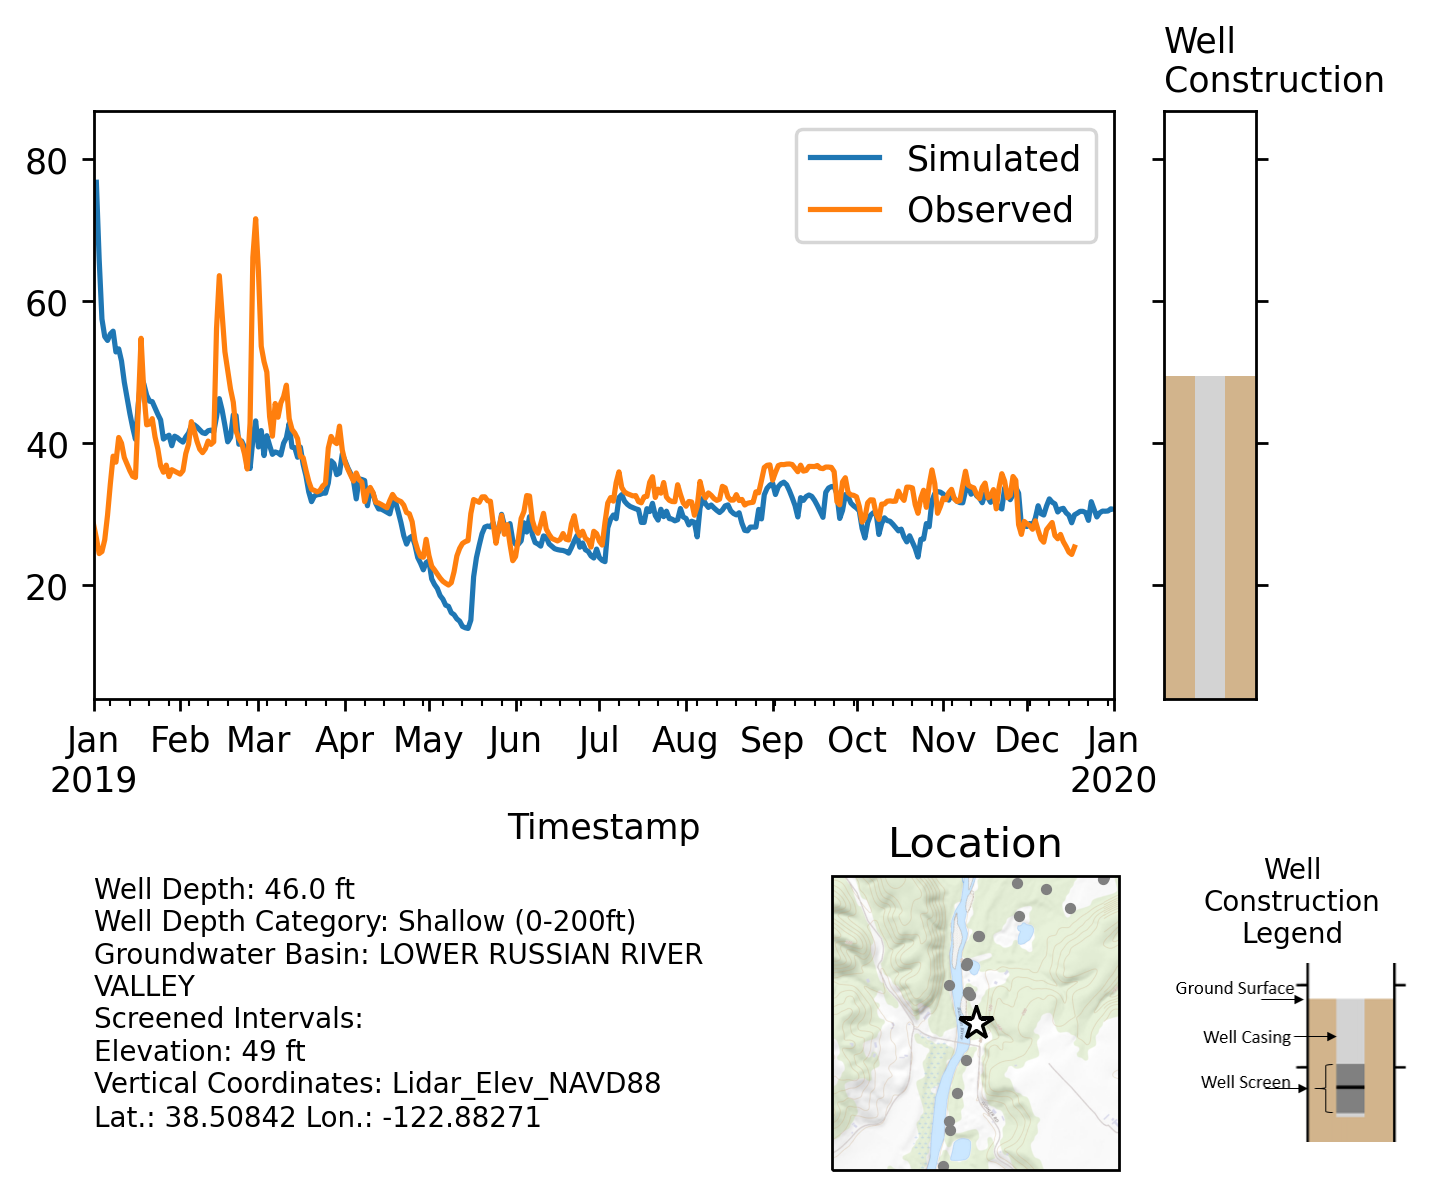 Well
Construction
80
60
40
20
Simulated
Observed
Jan
2019
Feb
Mar
Apr
May
Jun
Jul
Aug
Sep
Oct
Nov
Dec
Jan
2020
Timestamp
Well Depth: 46.0 ft
Well Depth Category: Shallow (0-200ft)
Groundwater Basin: LOWER RUSSIAN RIVER
VALLEY
Screened Intervals:
Elevation: 49 ft
Vertical Coordinates: Lidar_Elev_NAVD88
Lat.: 38.50842 Lon.: -122.88271
Location
Well
Construction
Legend
Ground Surface
Well Casing
Well Screen